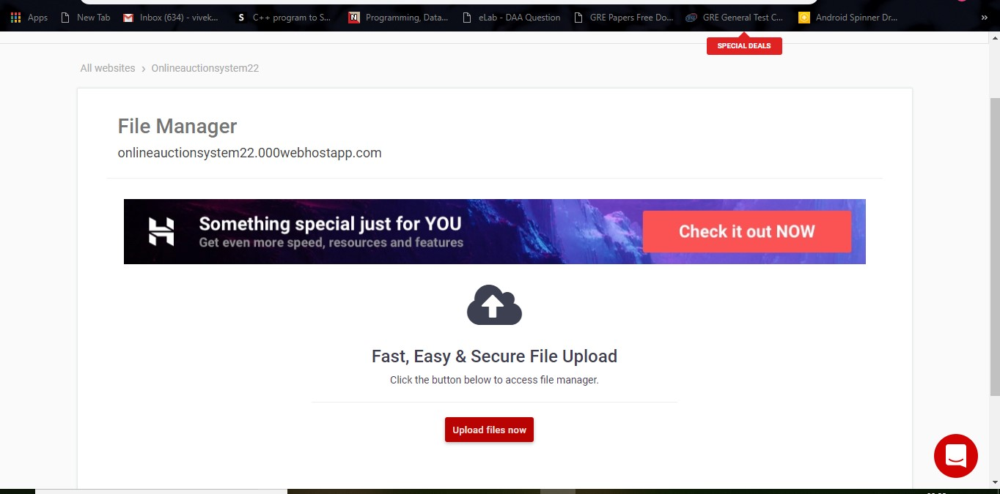 Apps
New Tab
Inbox (634) - vivek...
S
C++ program to S...
N
Programming, Data...
eLab - DAA Question
GRE Papers Free Do...
GRE General Test C...
Android Spinner Dr...
»
SPECIAL DEALS
All websites › Onlineauctionsystem22
File Manager
onlineauctionsystem22.000webhostapp.com
Something special just for YOU
Get even more speed, resources and features
Check it out NOW
Fast, Easy & Secure File Upload
Click the button below to access file manager.
Upload files now